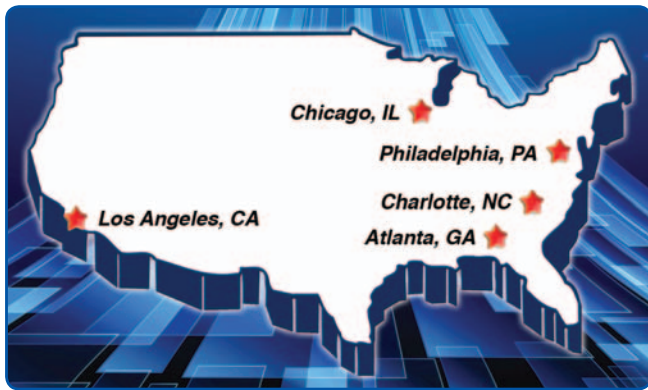 Chicago, IL
Philadelphia, PA
Charlotte, NC
Los Angeles, CA
Atlanta, GA